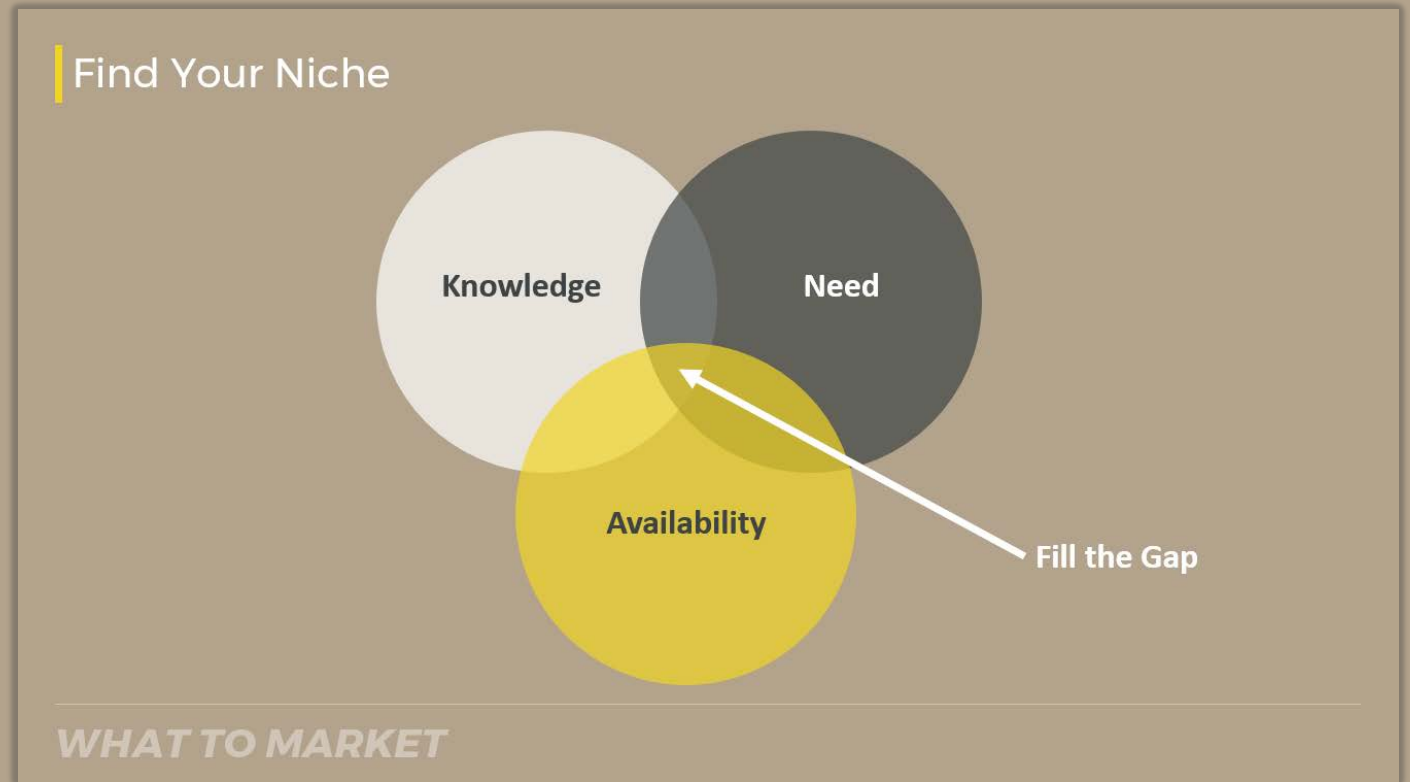 Find Your Niche
Knowledge
Need
Availability
Fill the Gap
WHAT TO MARKET